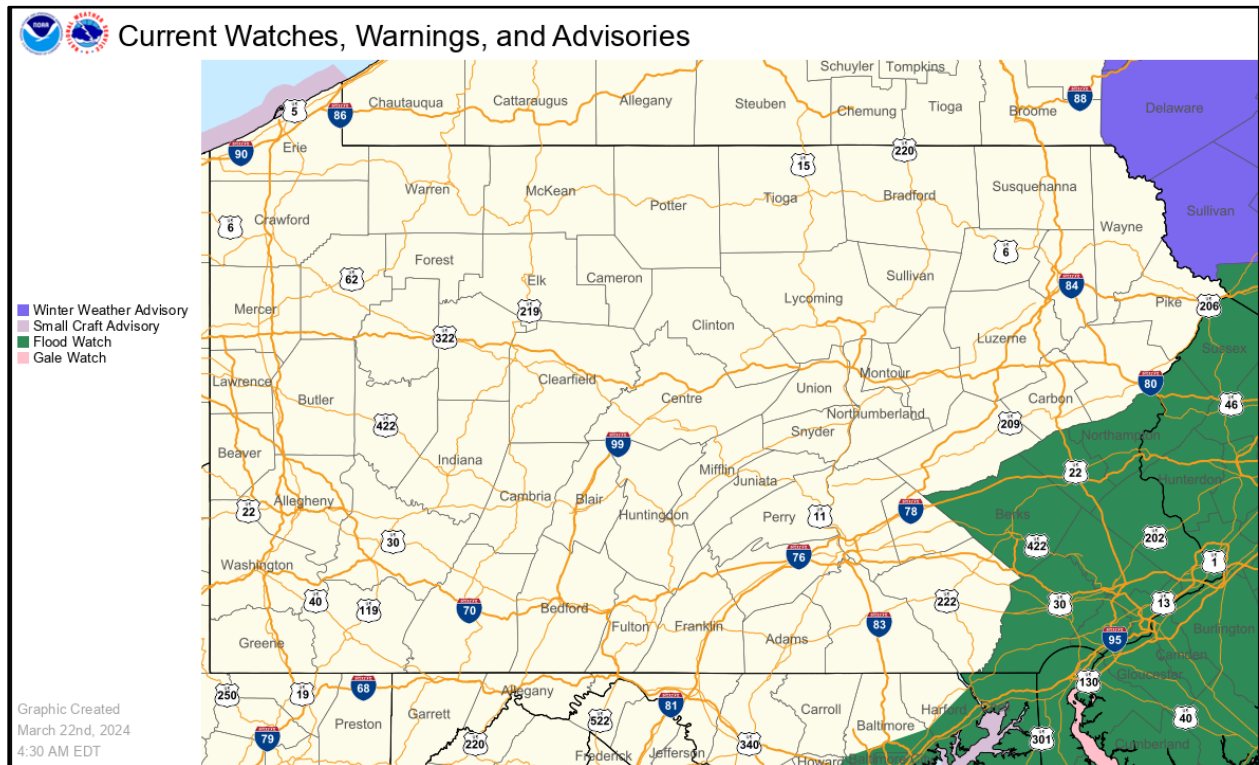 Current Watches, Warnings, and Advisories
NOAA
Schuyler Tompkins
Chautauqua Cattaraugus Allegany Steuben Chemung Tioga Broome Delaware
5 86 88
90 Erie
15 220
Warren McKean Potter Tioga Bradford Susquehanna
Crawford Wayne Sullivan
6 6
Forest Sullivan
62 Elk Cameron 84
Mercer 219 Lycoming Pike 206
Winter Weather Advisory
Small Craft Advisory
Flood Watch
Gale Watch
322 Clinton Luzerne Sussex
Lawrence Clearfield Montour 80
Butler Centre Union Carbon 46
422 Northumberland 209
Snyder Northampton
Beaver Indiana 99 Mifflin 22
Juniata Hunterdon
Allegheny Cambria Blair
22 Huntingdon Perry 11 78 Berks
30 76 422 202
Washington 1
40 119 70 Bedford 222 30 13
Fulton Franklin 83
Greene Adams 95 Burlington
Camden
Gloucester
250 19 68 Allegany 130
Preston Garrett 81 Carroll Harford
522 Baltimore 40
79 220 340 301 Cumberland
Frederick Jefferson Howard Baltimore
Graphic Created
March 22nd, 2024
4:30 AM EDT